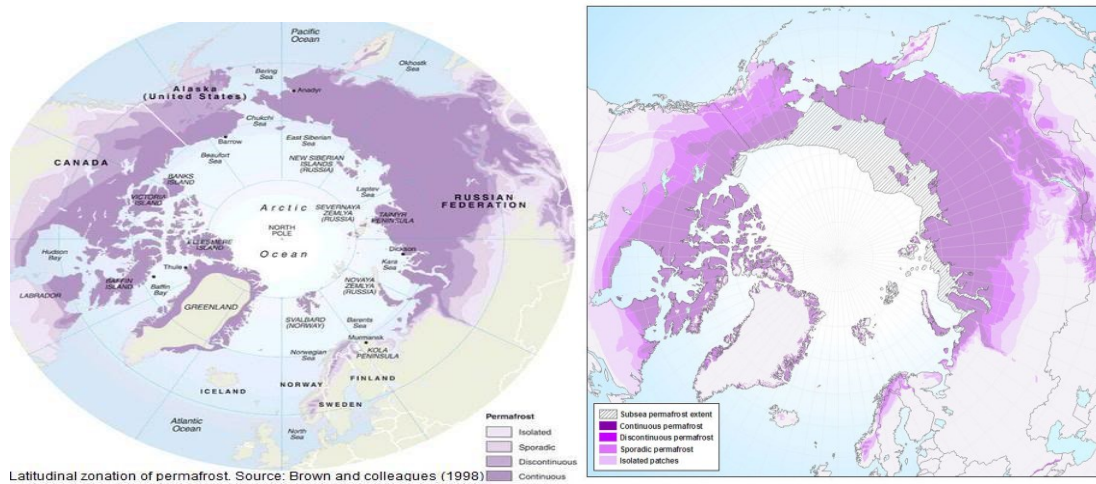 Pacific
Ocean
Okhostk
Sea
Bering
Sea
Alaska
(United States)
Anadyr
Chukchi
Sea
Barrow
East Siberian
Sea
Beaufort
Sea
CANADA
NEW SIBERIAN
ISLANDS
(RUSSIA)
BANKS
ISLAND
Laptev
Sea
VICTORIA
ISLAND
RUSSIAN
FEDERATION
Arctic
SEVERNAYA
ZEMLYA
(RUSSIA)
TAIMYR
PENINSULA
NORTH
POLE
ELLESMERE
ISLAND
Ocean
Dickson
Kara
Sea
Hudson
Bay
Thule
BAFFIN
ISLAND
Baffin
Bay
NOVAYA
ZEMLYA
(RUSSIA)
LABRADOR
GREENLAND
SVALBARD
(NORWAY)
Barents
Sea
Murmansk
KOLA
PENINSULA
Norwegian
Sea
ICELAND
NORWAY
FINLAND
SWEDEN
Atlantic
Ocean
North
Sea
Permafrost
Isolated
Sporadic
Discontinuous
Continuous
Latitudinal zonation of permafrost. Source: Brown and colleagues (1998)
Subsea permafrost extent
Continuous permafrost
Discontinuous permafrost
Sporadic permafrost
Isolated patches